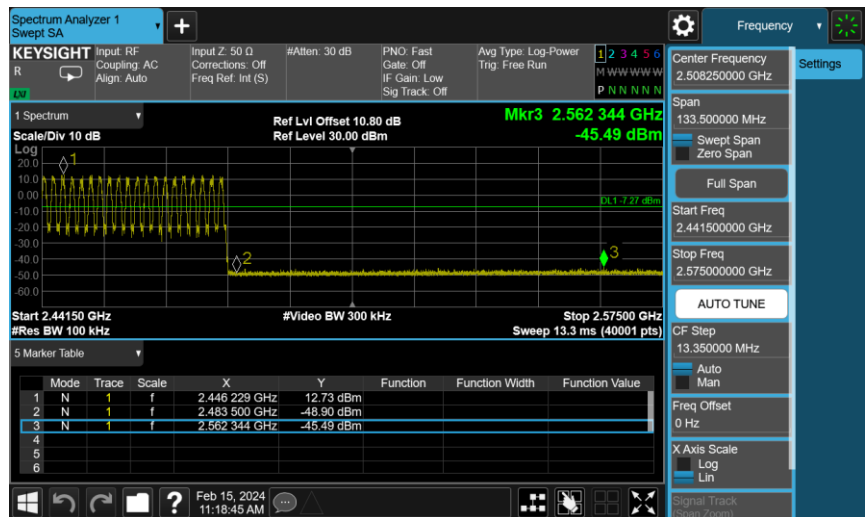 Spectrum Analyzer 1
Swept SA
+
Frequency
KEYSIGHT
R
LXI
Input: RF
Coupling: AC
Align: Auto
Input Z: 50 Ω
Corrections: Off
Freq Ref: Int (S)
#Atten: 30 dB
PNO: Fast
Gate: Off
IF Gain: Low
Sig Track: Off
Avg Type: Log-Power
Trig: Free Run
1 2 3 4 5 6
M W W W W W
P N N N N N
Center Frequency
2.508250000 GHz
Settings
Span
133.500000 MHz
Swept Span
Zero Span
Full Span
Start Freq
2.441500000 GHz
Stop Freq
2.575000000 GHz
AUTO TUNE
CF Step
13.350000 MHz
Auto
Man
Freq Offset
0 Hz
X Axis Scale
Log
Lin
Signal Track
(Span Zoom)
1 Spectrum
Scale/Div 10 dB
Ref Lvl Offset 10.80 dB
Ref Level 30.00 dBm
Mkr3 2.562 344 GHz
-45.49 dBm
Log
20.0
10.0
0.00
-10.0
-20.0
-30.0
-40.0
-50.0
-60.0
1
2
3
DL1 -7.27 dBm
Start 2.44150 GHz
#Res BW 100 kHz
#Video BW 300 kHz
Stop 2.57500 GHz
Sweep 13.3 ms (40001 pts)
5 Marker Table
Mode Trace Scale X Y Function Function Width Function Value
1 N 1 f 2.446 229 GHz 12.73 dBm
2 N 1 f 2.483 500 GHz -48.90 dBm
3 N 1 f 2.562 344 GHz -45.49 dBm
4
5
6
?
Feb 15, 2024
11:18:45 AM